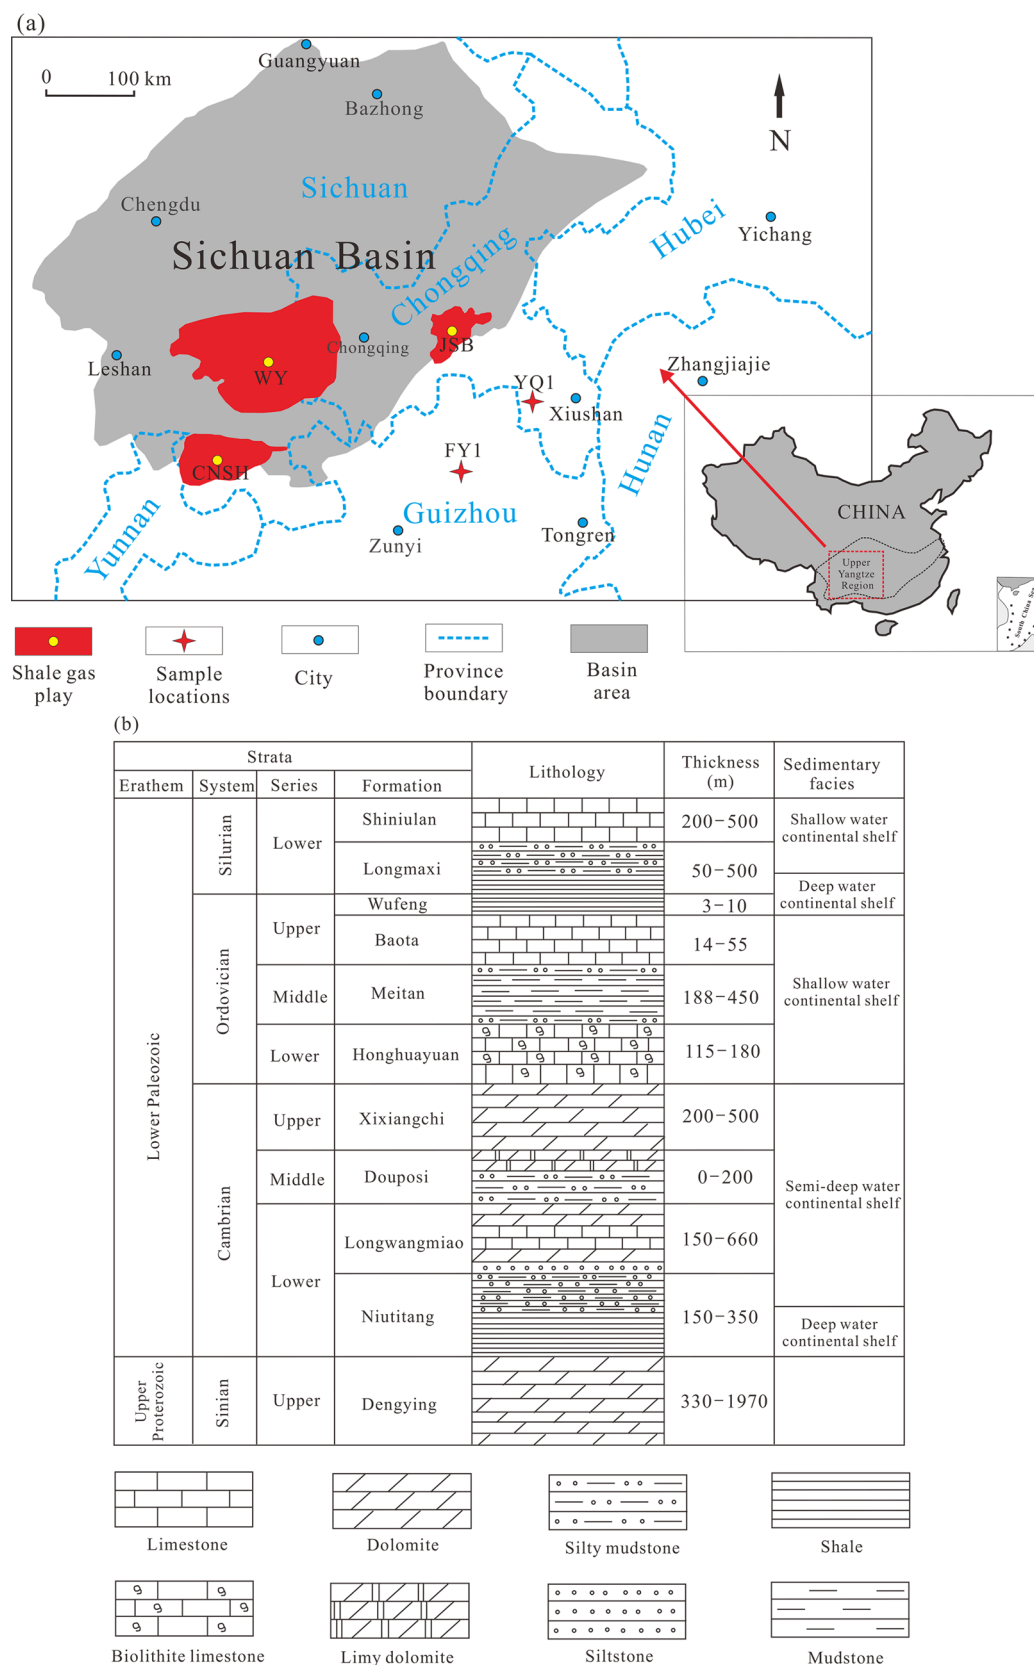 (a)
Guangyuan
0 100 km
Bazhong
N
Sichuan
Chengdu
Hubei
Yichang
Sichuan Basin
Chongqing
Chongqing
JSB
Leshan
WY
Zhangjiajie
YQ1
Xiushan
FY1
CNSH
Hunan
Guizhou
Yunnan
Zunyi
Tongren
CHINA
Upper
Yangtze
Region
South China Sea
Shale gas
play
Sample
locations
City
Province
boundary
Basin
area
(b)
Strata
Lithology
Thickness
(m)
Sedimentary
facies
Erathem
System
Series
Formation
Lower Paleozoic
Silurian
Lower
Shiniulan
200-500
Shallow water
continental shelf
Longmaxi
50-500
Deep water
continental shelf
Ordovician
Upper
Wufeng
3-10
Baota
14-55
Shallow water
continental shelf
Middle
Meitan
188-450
Lower
Honghuayuan
115-180
Cambrian
Upper
Xixiangchi
200-500
Semi-deep water
continental shelf
Middle
Douposi
0-200
Lower
Longwangmiao
150-660
Niutitang
150-350
Deep water
continental shelf
Upper
Proterozoic
Sinian
Upper
Dengying
330-1970
Limestone
Dolomite
Silty mudstone
Shale
Biolithite limestone
Limy dolomite
Siltstone
Mudstone